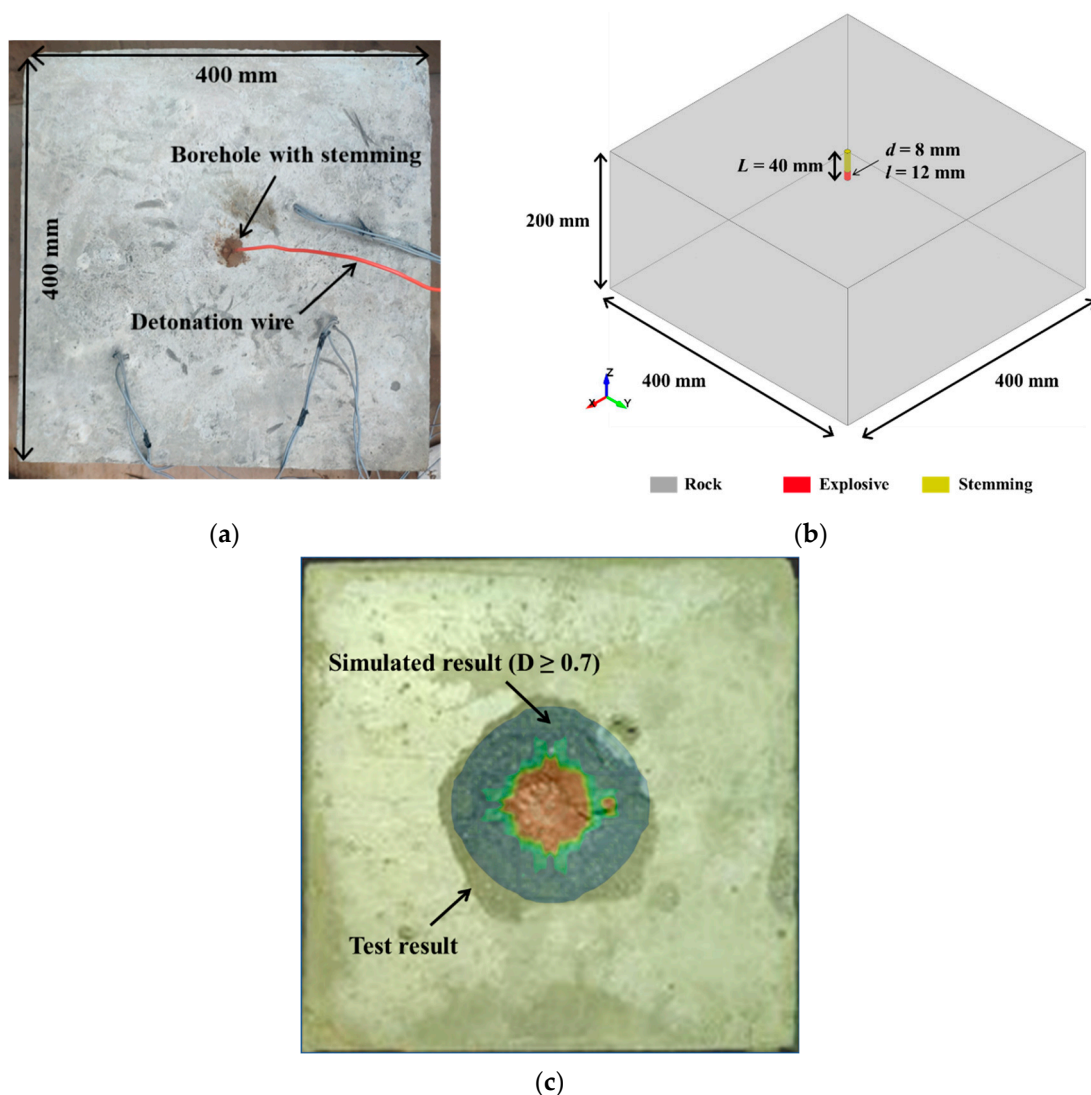 400 mm
Borehole with stemming
400 mm
Detonation wire
(a)
d = 8 mm
L = 40 mm
l = 12 mm
200 mm
400 mm
400 mm
Z
X
Y
Rock
Explosive
Stemming
(b)
Simulated result (D ≥ 0.7)
Test result
(c)